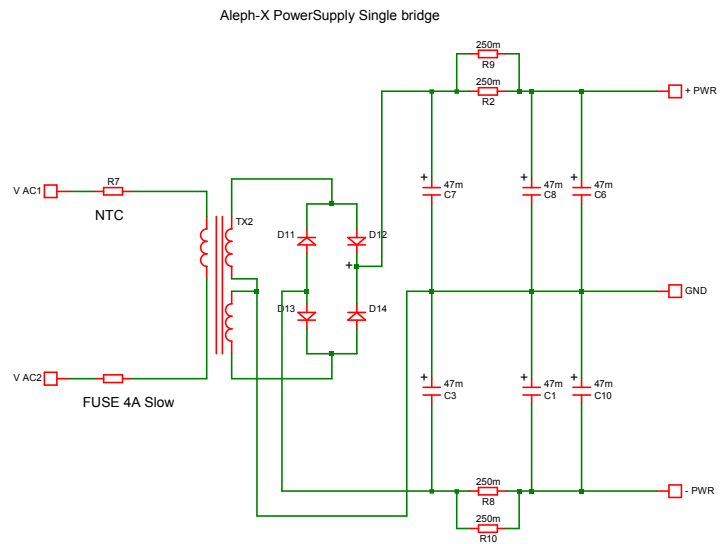 Aleph-X PowerSupply Single bridge
250m
R9
250m
R2
+ PWR
R7
V AC1
NTC
TX2
+
47m
C7
+
47m
C8
+
47m
C6
D11
D12
+
GND
D13
D14
V AC2
FUSE 4A Slow
+
47m
C3
+
47m
C1
+
47m
C10
250m
R8
- PWR
250m
R10